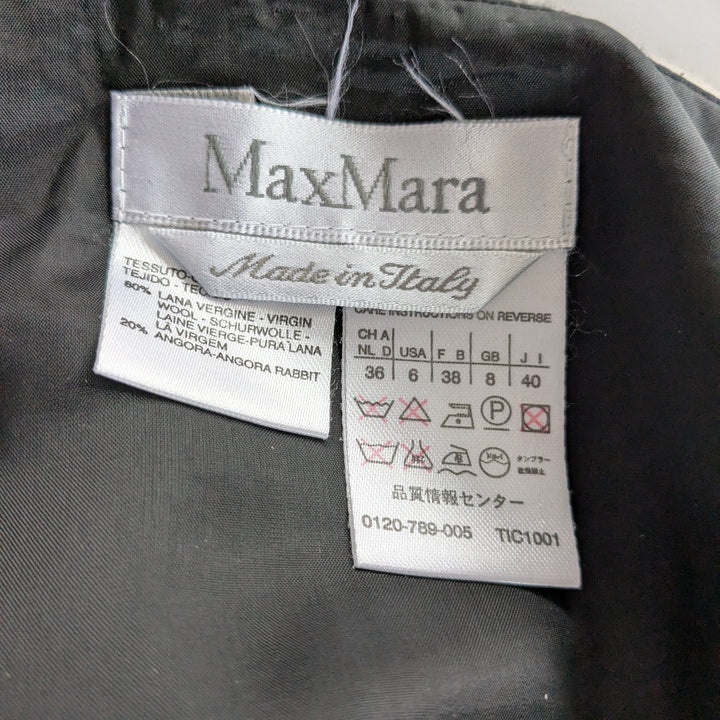 MaxMara
Made in Italy
TESSUTO-
TEJIDO - TEC
80% LANA VERGINE - VIRGIN
WOOL - SCHURWOLLE -
LAINE VIERGE-PURA LANA
LÃ VIRGEM
20% ANGORA-ANGORA RABBIT
CARE INSTRUCTIONS ON REVERSE
CH A
NL D USA F B GB J I
36 6 38 8 40
P
タンブラー
乾燥禁止
品質情報センター
0120-789-005 TIC1001